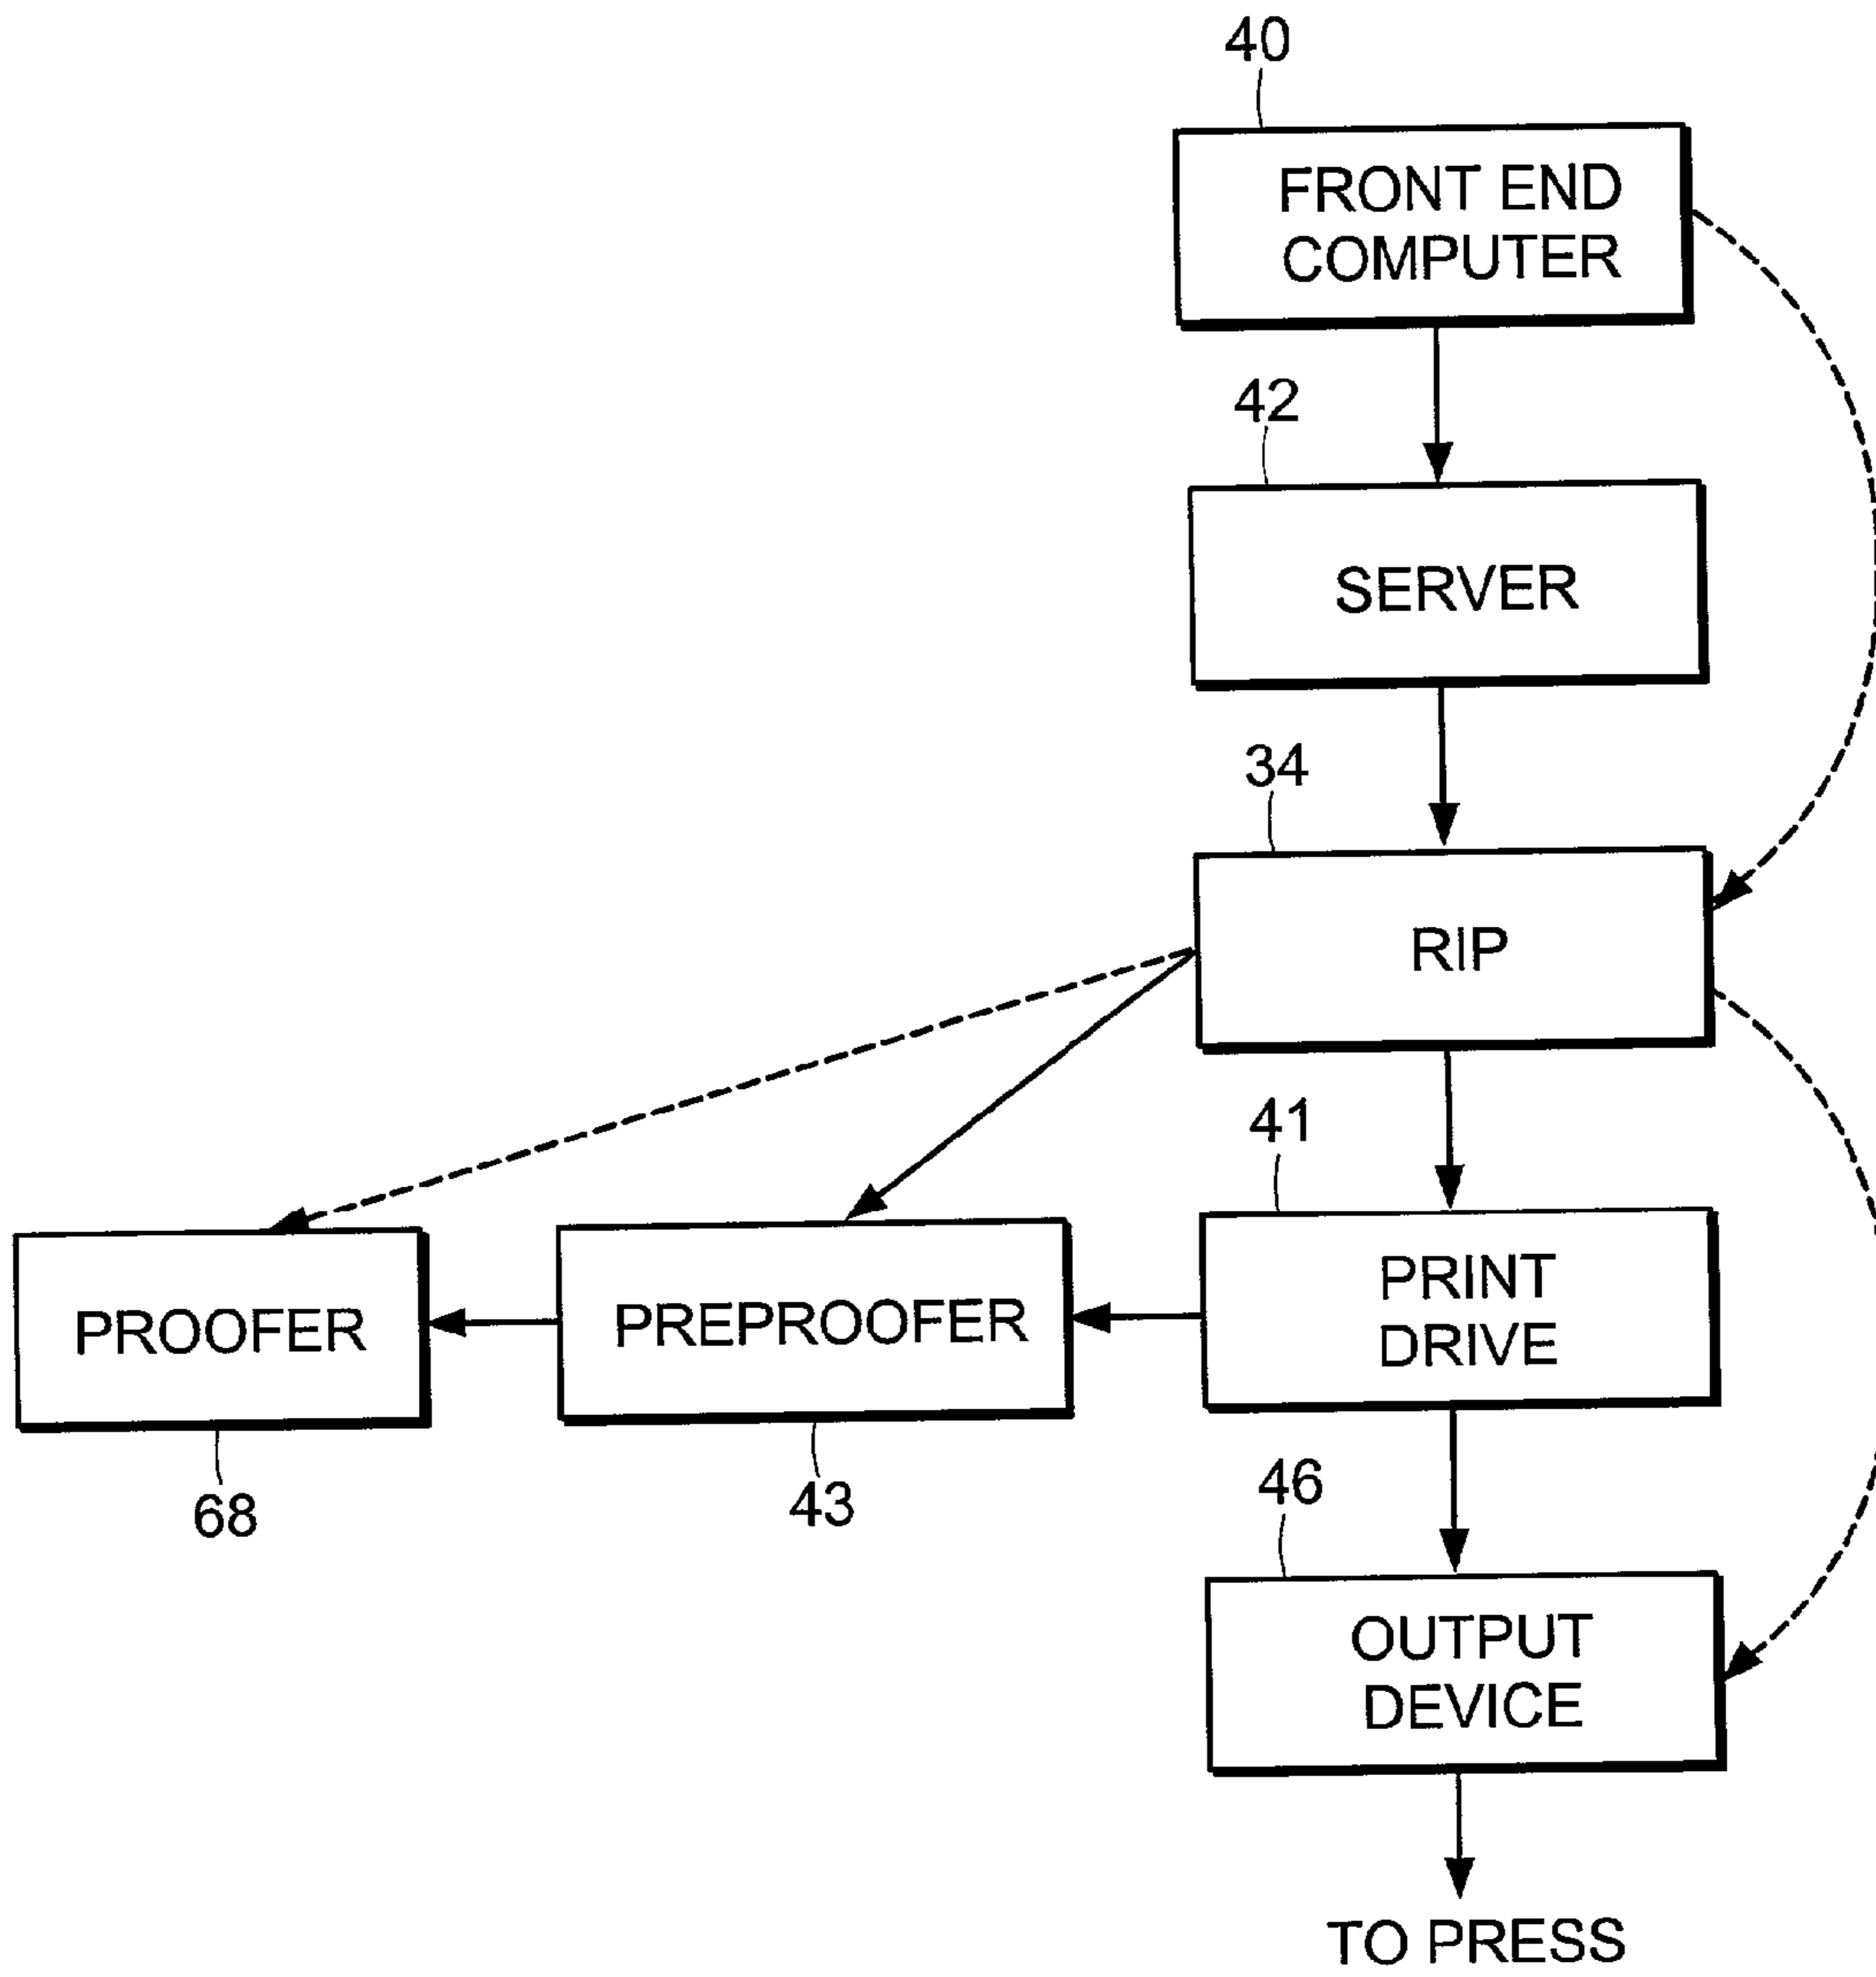 40
FRONT END
COMPUTER
42
SERVER
34
RIP
41
PRINT
DRIVE
PREPROOFER
PROOFER
68
43
46
OUTPUT
DEVICE
TO PRESS